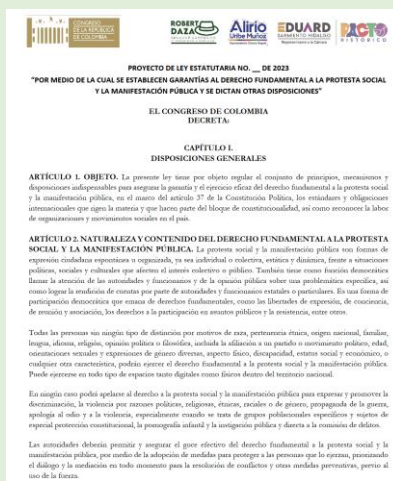 CONGRESO
DE LA REPÚBLICA
DE COLOMBIA
ROBERT
DAZA
Alirio
Uribe Muñoz
EDUARD
SARMIENTO HIDALGO
PACTO
HISTÓRICO
PROYECTO DE LEY ESTATUTARIA NO. __ DE 2023
“POR MEDIO DE LA CUAL SE ESTABLECEN GARANTÍAS AL DERECHO FUNDAMENTAL A LA PROTESTA SOCIAL
Y LA MANIFESTACIÓN PÚBLICA Y SE DICTAN OTRAS DISPOSICIONES”
EL CONGRESO DE COLOMBIA
DECRETA:
CAPÍTULO I.
DISPOSICIONES GENERALES
ARTÍCULO 1. OBJETO. La presente ley tiene por objeto regular el conjunto de principios, mecanismos y
disposiciones indispensables para asegurar la garantía y el ejercicio eficaz del derecho fundamental a la protesta social
y la manifestación pública, en el marco del artículo 37 de la Constitución Política, los estándares y obligaciones
internacionales que rigen la materia y que hacen parte del bloque de constitucionalidad, así como reconocer la labor
de organizaciones y movimientos sociales en el país.
ARTÍCULO 2. NATURALEZA Y CONTENIDO DEL DERECHO FUNDAMENTAL A LA PROTESTA
SOCIAL Y LA MANIFESTACIÓN PÚBLICA. La protesta social y la manifestación pública son formas de
expresión ciudadana espontánea u organizada, ya sea individual o colectiva, estática y dinámica, frente a situaciones
políticas, sociales y culturales que afecten el interés colectivo o público. También tiene como función democrática
llamar la atención de las autoridades y funcionarios y de la opinión pública sobre una problemática específica, así
como lograr la rendición de cuentas por parte de autoridades y funcionarios estatales o particulares. Es una forma de
participación democrática que emana de derechos fundamentales, como las libertades de expresión, de conciencia,
de reunión y asociación, los derechos a la participación en asuntos públicos y la resistencia, entre otros.
Todas las personas sin ningún tipo de distinción por motivos de raza, pertenencia étnica, origen nacional, familiar,
lengua, idioma, religión, opinión política o filosófica, incluida la afiliación a un partido o movimiento político, edad,
orientaciones sexuales y expresiones de género diversas, aspecto físico, discapacidad, estatus social y económico, o
cualquier otra característica, podrán ejercer el derecho fundamental a la protesta social y la manifestación pública.
Puede ejercerse en todo tipo de espacios tanto digitales como físicos dentro del territorio nacional.
En ningún caso podrá apelarse al derecho a la protesta social y la manifestación pública para expresar y promover la
discriminación, la violencia por razones políticas, religiosas, étnicas, raciales o de género, propaganda de la guerra,
apología al odio y a la violencia, especialmente cuando se trata de grupos poblacionales específicos y sujetos de
especial protección constitucional, la pornografía infantil y la instigación pública y directa a la comisión de delitos.
Las autoridades deberán permitir y asegurar el goce efectivo del derecho fundamental a la protesta social y la
manifestación pública, por medio de la adopción de medidas para proteger a las personas que lo ejerzan, priorizando
el diálogo y la mediación en todo momento para la resolución de conflictos y otras medidas preventivas, previo al
uso de la fuerza.